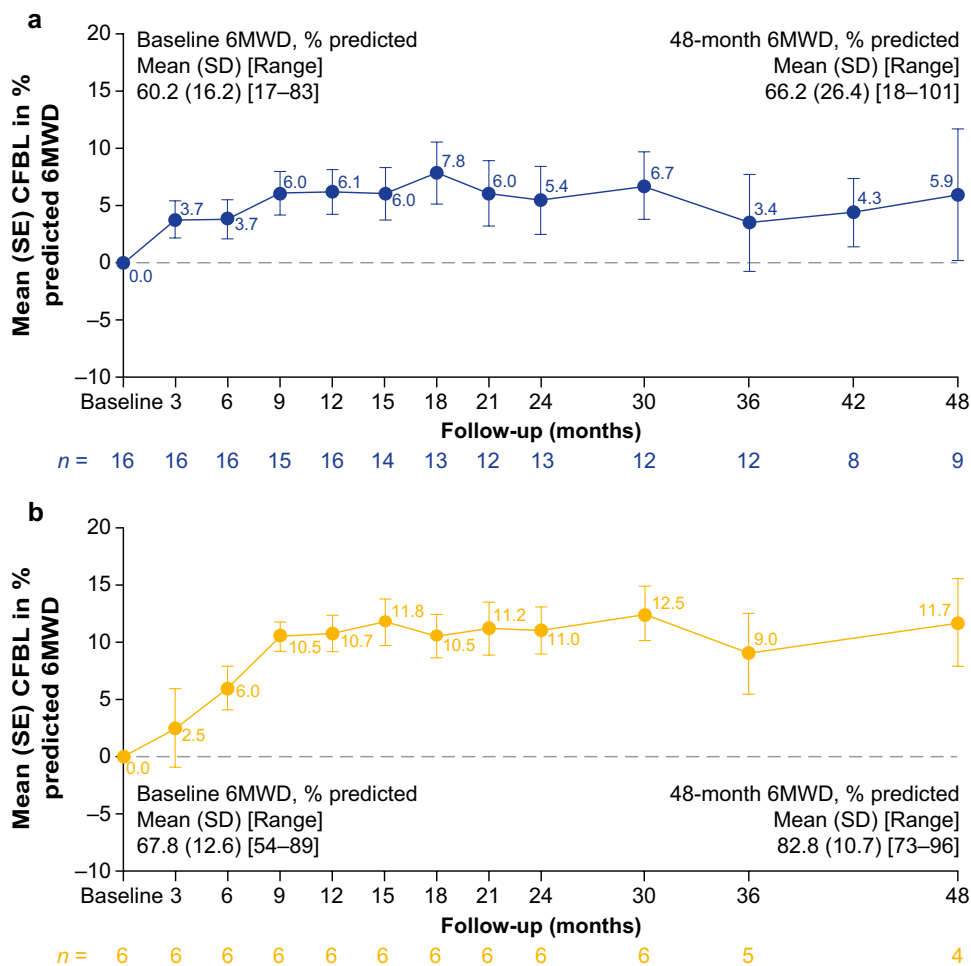 a
Mean (SE) CFBL in %
predicted 6MWD
20
15
10
5
0
–5
–10
Baseline 6MWD, % predicted
Mean (SD) [Range]
60.2 (16.2) [17–83]
48-month 6MWD, % predicted
Mean (SD) [Range]
66.2 (26.4) [18–101]
0.0
3.7
3.7
6.0
6.1
6.0
7.8
6.0
5.4
6.7
3.4
4.3
5.9
Baseline 3 6 9 12 15 18 21 24 30 36 42 48
Follow-up (months)
n = 16 16 16 15 16 14 13 12 13 12 12 8 9
b
Mean (SE) CFBL in %
predicted 6MWD
20
15
10
5
0
–5
–10
0.0
2.5
6.0
10.5
10.7
11.8
10.5
11.2
11.0
12.5
9.0
11.7
Baseline 6MWD, % predicted
Mean (SD) [Range]
67.8 (12.6) [54–89]
48-month 6MWD, % predicted
Mean (SD) [Range]
82.8 (10.7) [73–96]
Baseline 3 6 9 12 15 18 21 24 30 36 48
Follow-up (months)
n = 6 6 6 6 6 6 6 6 6 6 5 4